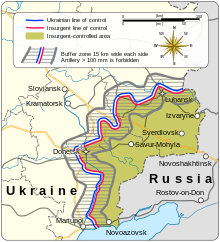 Ukrainian line of control
Insurgent line of control
Insurgent-controlled area
Buffer zone 15 km wide each side
Artillery > 100 mm is forbidden
Slovjansk
Kramatorsk
Luhansk
Izvaryne
Sverdlovsk
Donetsk
Savur-Mohyla
Novoshakhtinsk
Ukraine
Russia
Rostov-on-Don
Mariupol
Novoazovsk